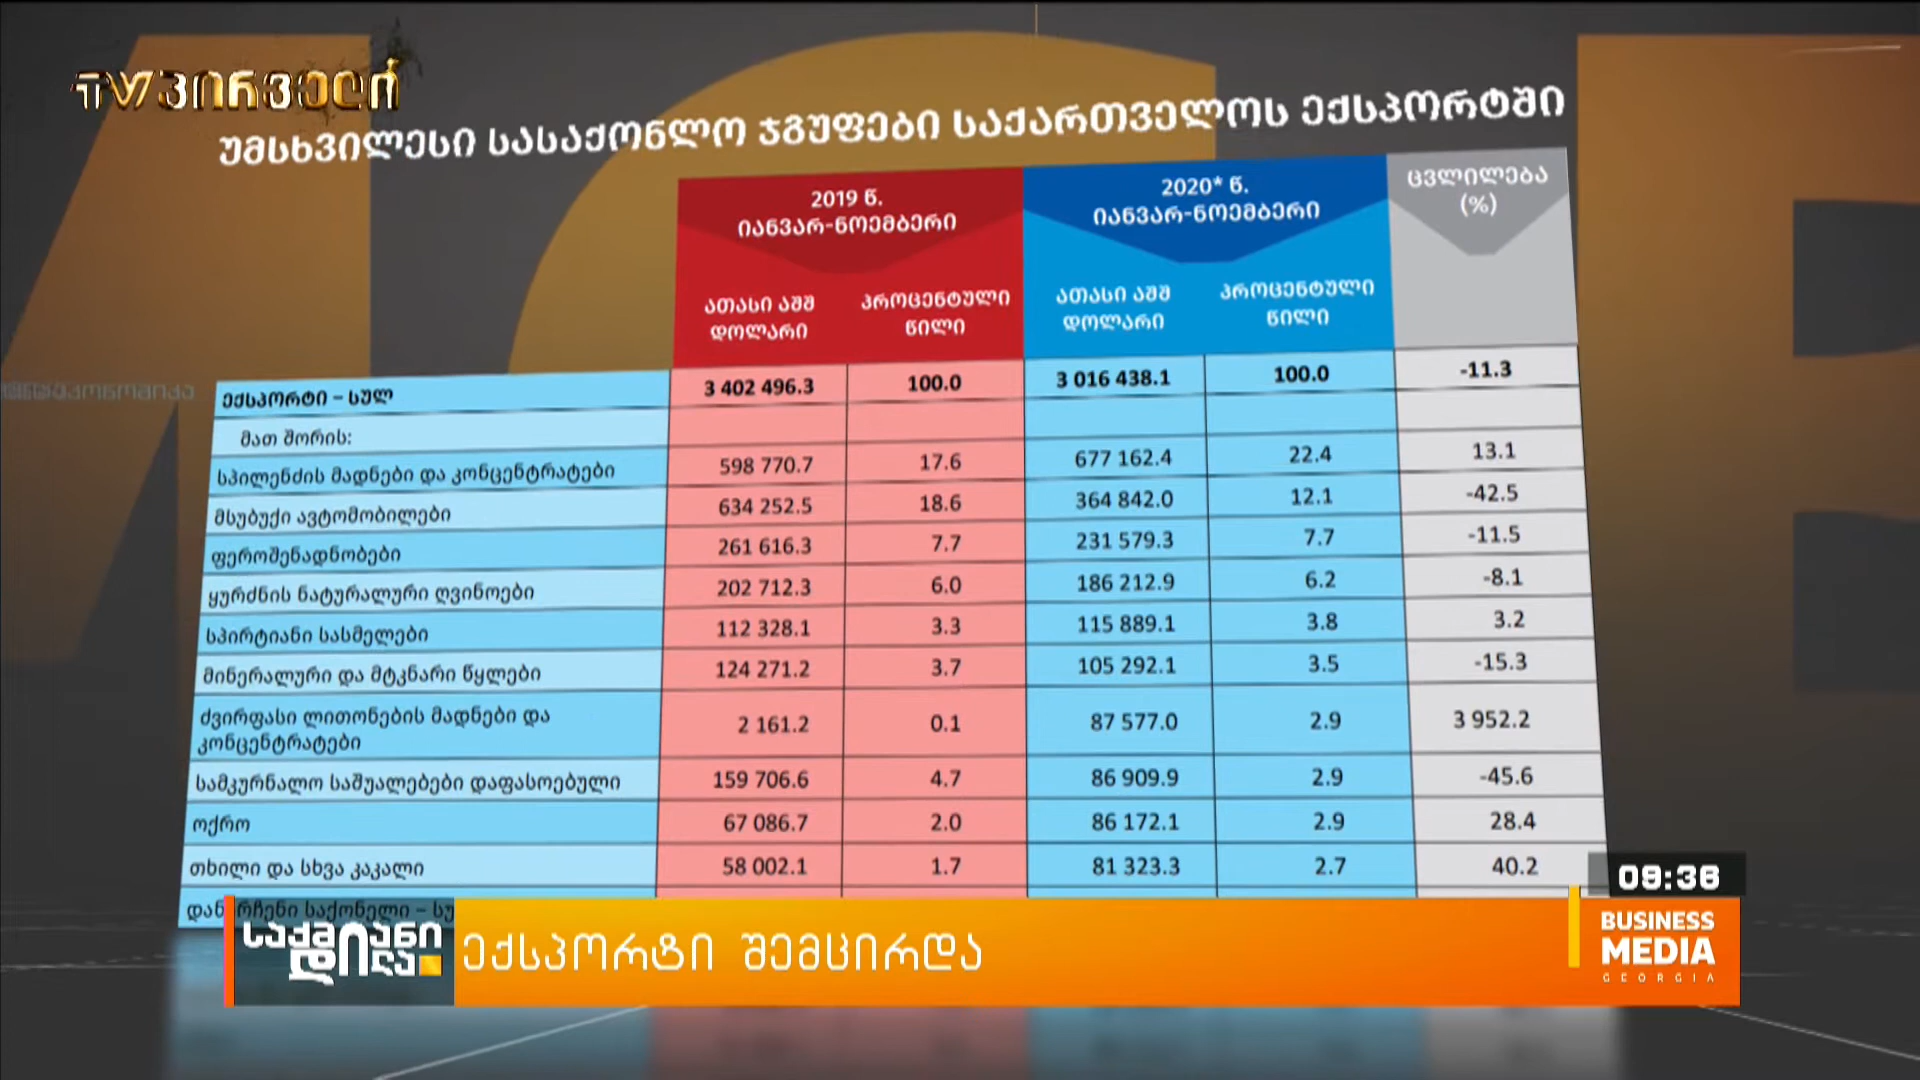 TV ᲞᲘᲠᲕᲔᲚᲘ
ᲣᲛᲡᲮᲕᲘᲚᲔᲡᲘ ᲡᲐᲡᲐᲥᲝᲜᲚᲝ ᲯᲒᲣᲤᲔᲑᲘ ᲡᲐᲥᲐᲠᲗᲕᲔᲚᲝᲡ ᲔᲥᲡᲞᲝᲠᲢᲨᲘ
2019 Წ. 2020* Წ. ᲪᲕᲚᲘᲚᲔᲑᲐ
ᲘᲐᲜᲕᲐᲠ-ᲜᲝᲔᲛᲑᲔᲠᲘ ᲘᲐᲜᲕᲐᲠ-ᲜᲝᲔᲛᲑᲔᲠᲘ (%)
ᲐᲗᲐᲡᲘ ᲐᲨᲨ ᲞᲠᲝᲪᲔᲜᲢᲣᲚᲘ ᲐᲗᲐᲡᲘ ᲐᲨᲨ ᲞᲠᲝᲪᲔᲜᲢᲣᲚᲘ
ᲓᲝᲚᲐᲠᲘ ᲬᲘᲚᲘ ᲓᲝᲚᲐᲠᲘ ᲬᲘᲚᲘ
ᲔᲥᲡᲞᲝᲠᲢᲘ – ᲡᲣᲚ 3 402 496.3 100.0 3 016 438.1 100.0 -11.3
მათ შორის:
სპილენძის მადნები და კონცენტრატები 598 770.7 17.6 677 162.4 22.4 13.1
მსუბუქი ავტომობილები 634 252.5 18.6 364 842.0 12.1 -42.5
ფეროშენადნობები 261 616.3 7.7 231 579.3 7.7 -11.5
ყურძნის ნატურალური ღვინოები 202 712.3 6.0 186 212.9 6.2 -8.1
სპირტიანი სასმელები 112 328.1 3.3 115 889.1 3.8 3.2
მინერალური და მტკნარი წყლები 124 271.2 3.7 105 292.1 3.5 -15.3
ძვირფასი ლითონების მადნები და
კონცენტრატები 2 161.2 0.1 87 577.0 2.9 3 952.2
სამკურნალო საშუალებები დაფასოებული 159 706.6 4.7 86 909.9 2.9 -45.6
ოქრო 67 086.7 2.0 86 172.1 2.9 28.4
თხილი და სხვა კაკალი 58 002.1 1.7 81 323.3 2.7 40.2
საქონელი –
09:36
ᲡᲐᲥᲛᲘᲐᲜᲘ
ᲓᲘᲚᲐ
ᲔᲥᲡᲞᲝᲠᲢᲘ ᲨᲔᲛᲪᲘᲠᲓᲐ
BUSINESS
MEDIA
GEORGIA